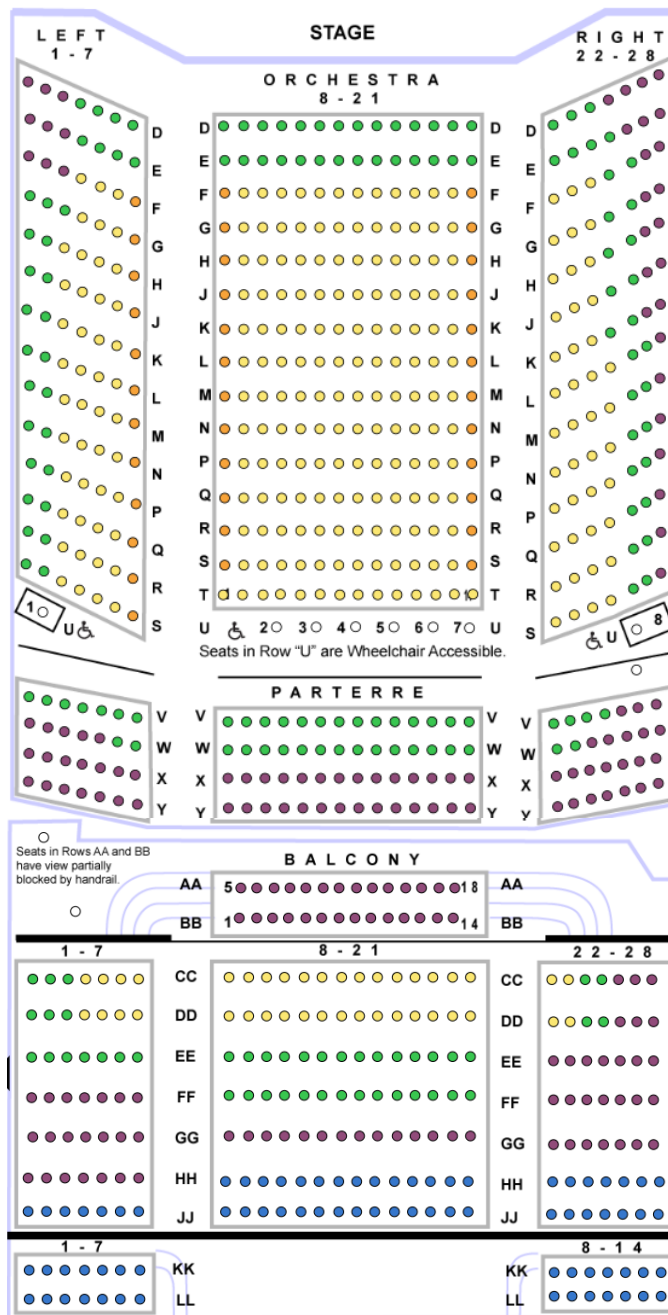 STAGE
LEFT
1 - 7
ORCHESTRA
8 - 21
RIGHT
22 - 28
D D D D
E E E E
F F F F
G G G G
H H H H
J J J J
K K K K
L L L L
M M M M
N N N N
P P P P
Q Q Q Q
R R R R
S S S S
T T
1 U U 2 3 4 5 6 7 U U 8
Seats in Row "U" are Wheelchair Accessible.
PARTERRE
V V V V
W W W W
X X X X
Y Y Y Y
Seats in Rows AA and BB
have view partially
blocked by handrail.
BALCONY
AA 5 18 AA
BB 1 14 BB
1 - 7 8 - 21 22 - 28
CC CC
DD DD
EE EE
FF FF
GG GG
HH HH
JJ JJ
1 - 7 8 - 14
KK KK
LL LL